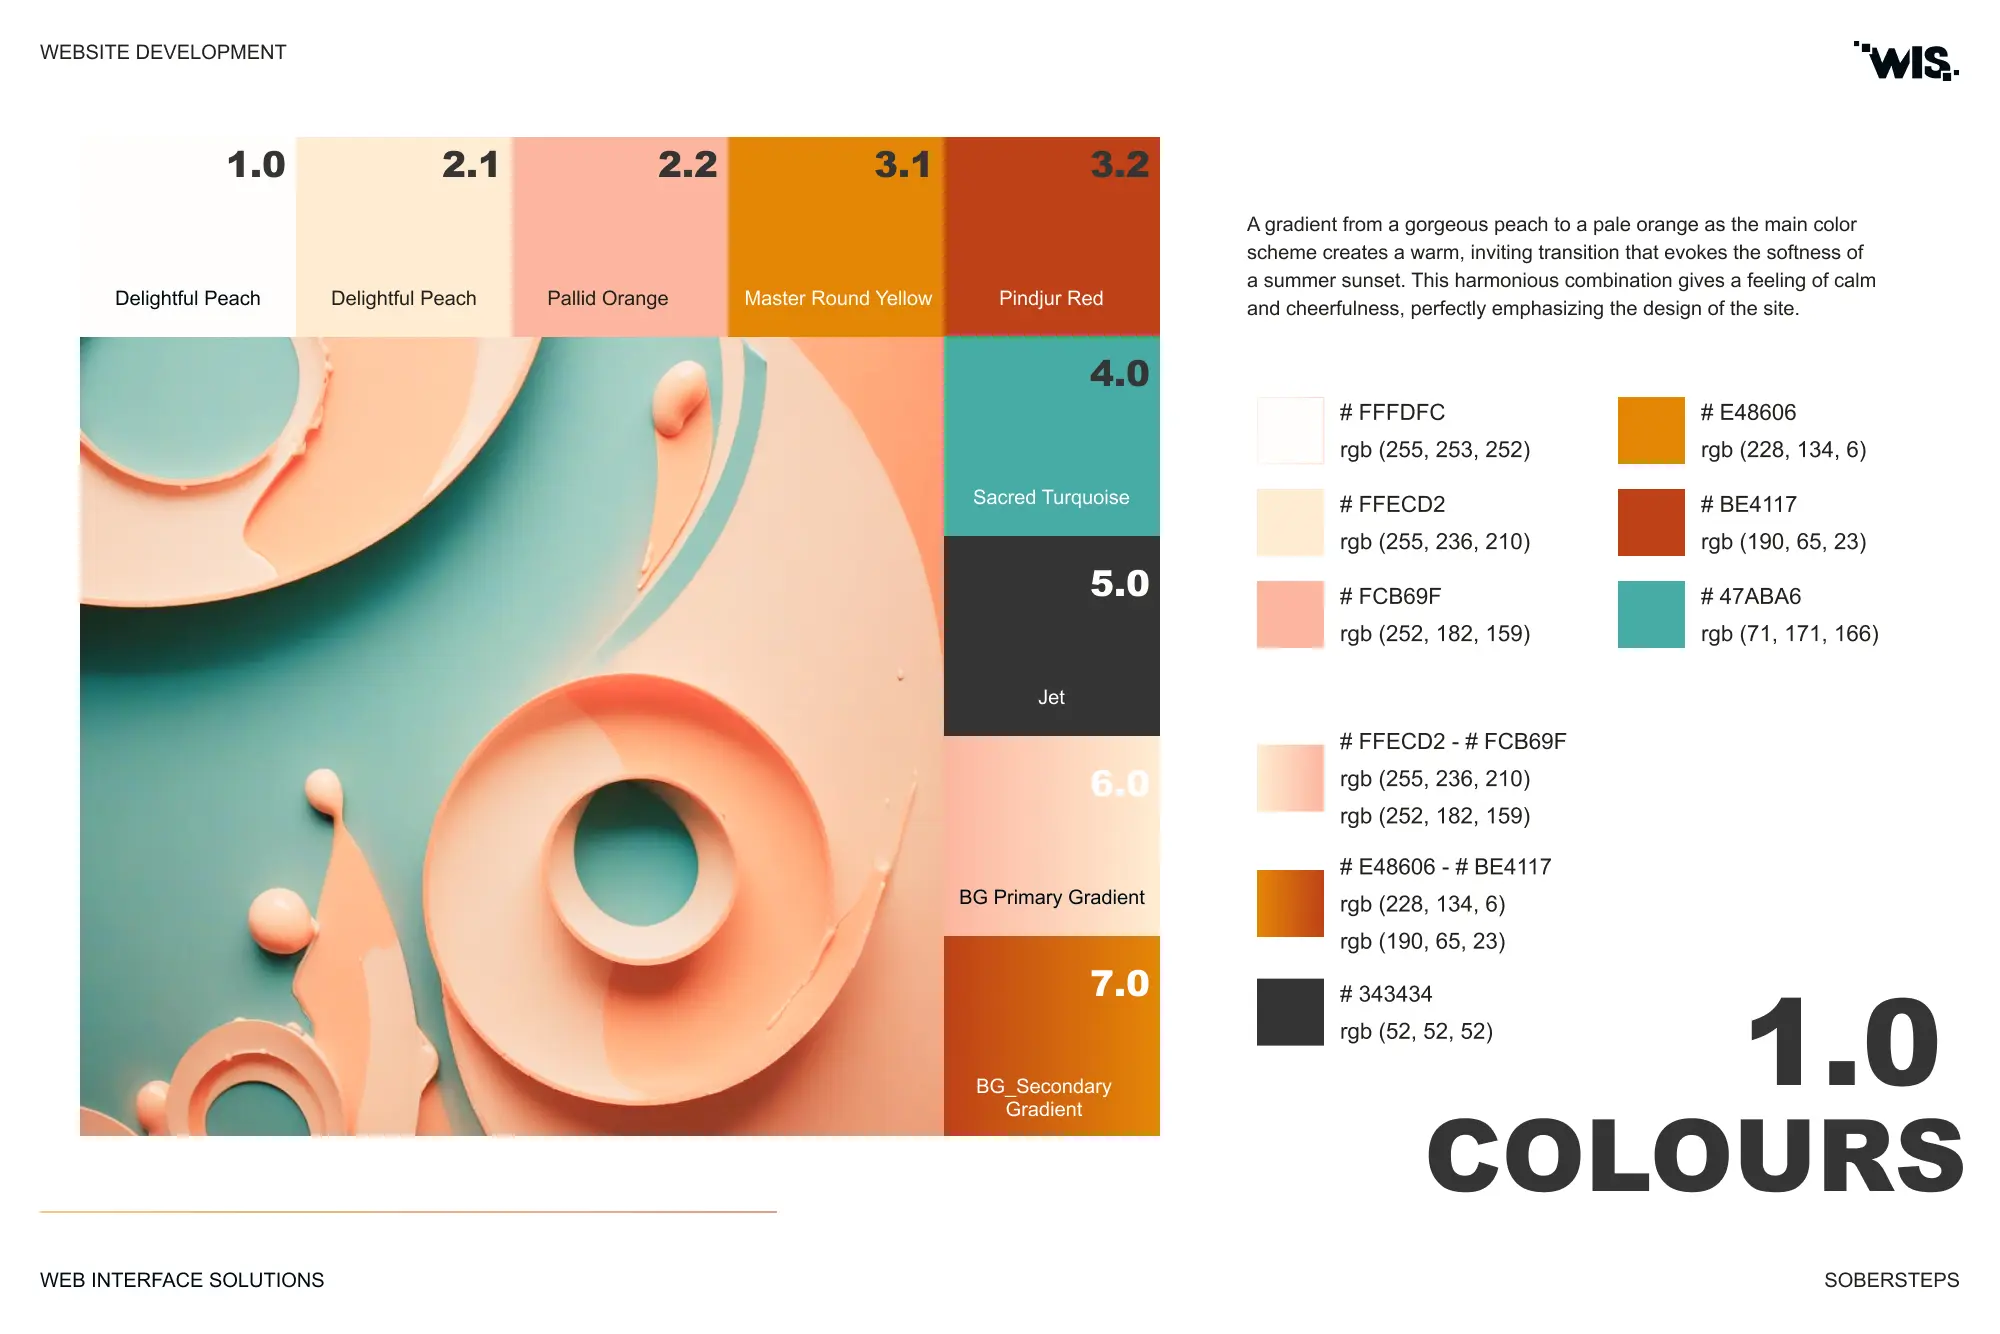 WEBSITE DEVELOPMENT
WIS.
1.0
Delightful Peach
2.1
Delightful Peach
2.2
Pallid Orange
3.1
Master Round Yellow
3.2
Pindjur Red
4.0
Sacred Turquoise
5.0
Jet
6.0
BG Primary Gradient
7.0
BG_Secondary
Gradient
A gradient from a gorgeous peach to a pale orange as the main color
scheme creates a warm, inviting transition that evokes the softness of
a summer sunset. This harmonious combination gives a feeling of calm
and cheerfulness, perfectly emphasizing the design of the site.
# FFFDFC
rgb (255, 253, 252)
# FFECD2
rgb (255, 236, 210)
# FCB69F
rgb (252, 182, 159)
# E48606
rgb (228, 134, 6)
# BE4117
rgb (190, 65, 23)
# 47ABA6
rgb (71, 171, 166)
# FFECD2 - # FCB69F
rgb (255, 236, 210)
rgb (252, 182, 159)
# E48606 - # BE4117
rgb (228, 134, 6)
rgb (190, 65, 23)
# 343434
rgb (52, 52, 52)
1.0
COLOURS
WEB INTERFACE SOLUTIONS
SOBERSTEPS